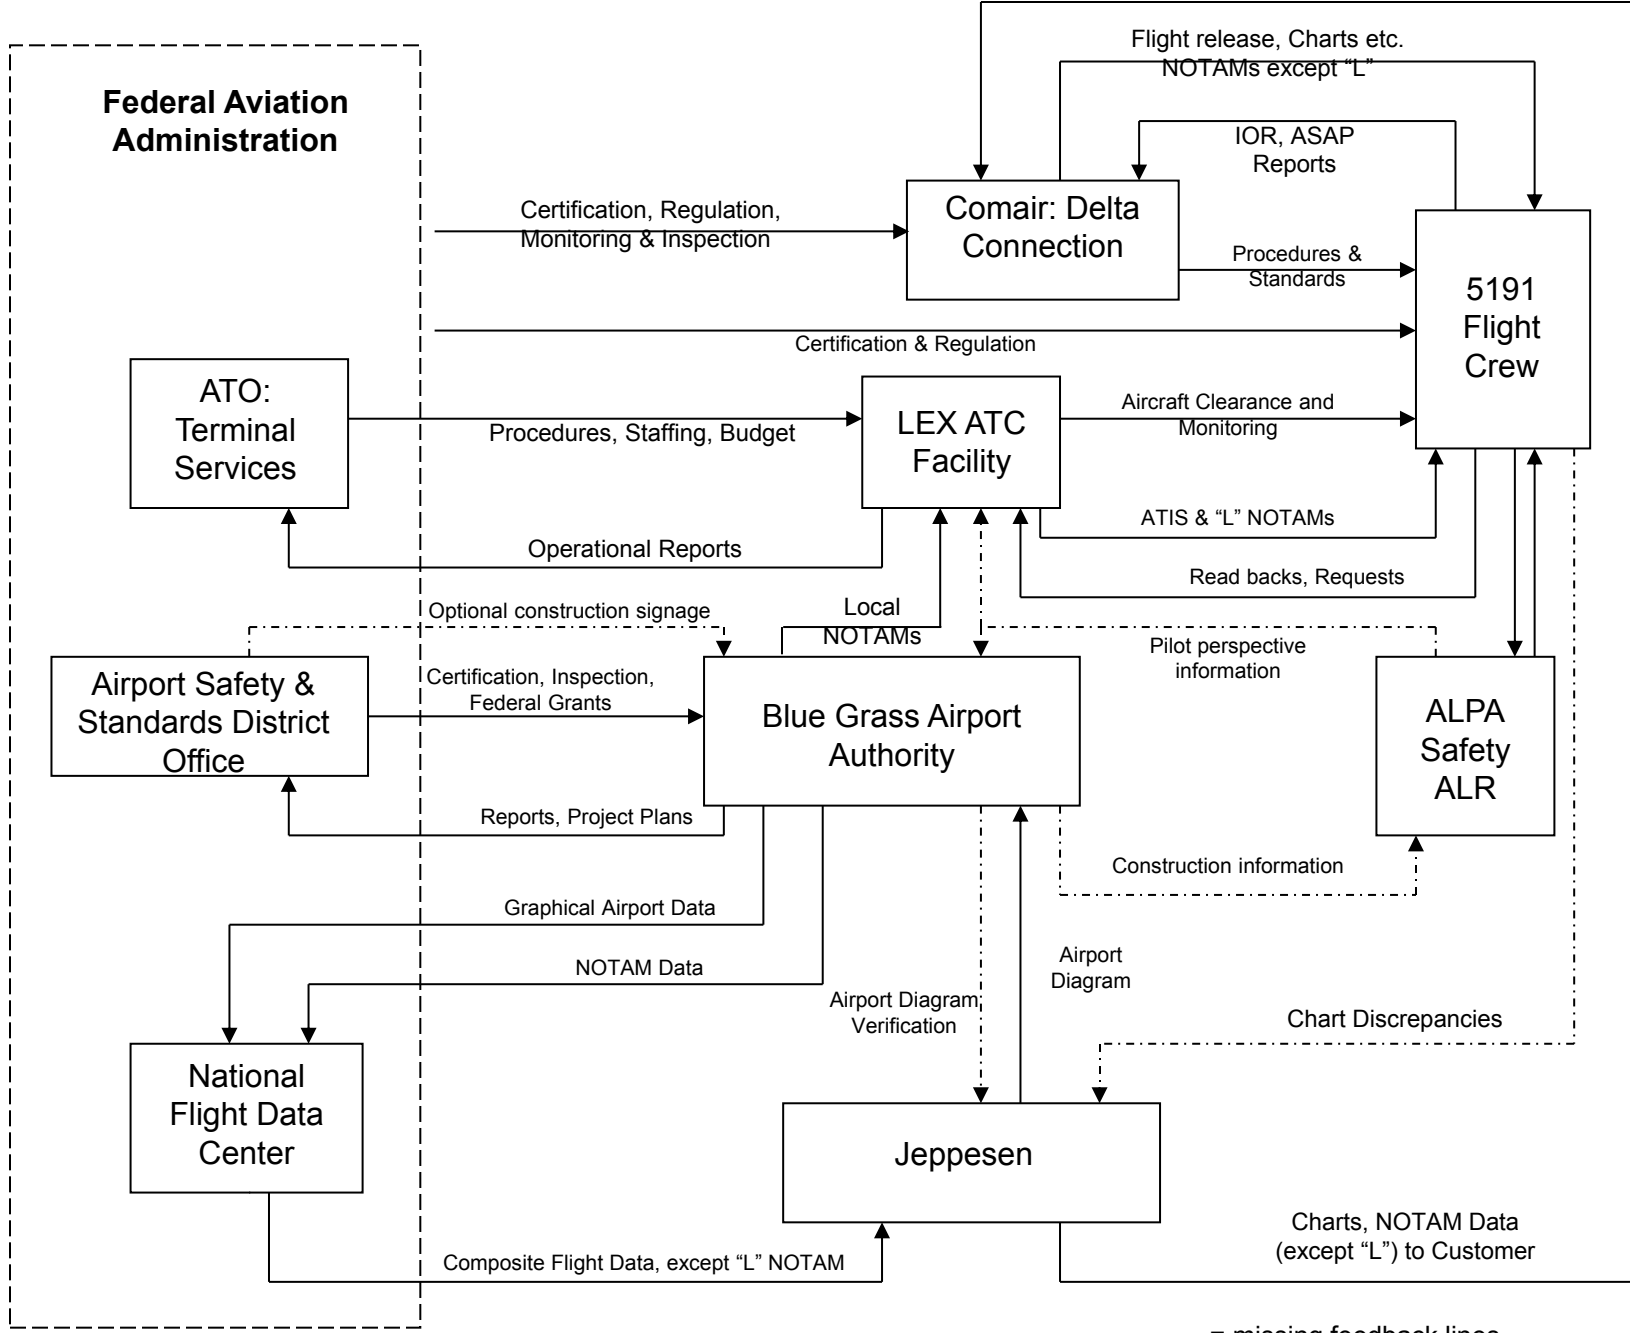 Flight release, Charts etc.
NOTAMs except “L”
Federal Aviation
Administration
IOR, ASAP
Reports
Certification, Regulation,
Monitoring & Inspection
Comair: Delta
Connection
Procedures &
Standards
5191
Flight
Crew
Certification & Regulation
ATO:
Terminal
Services
Procedures, Staffing, Budget
LEX ATC
Facility
Aircraft Clearance and
Monitoring
ATIS & “L” NOTAMs
Operational Reports
Read backs, Requests
Optional construction signage
Local
NOTAMs
Pilot perspective
information
Airport Safety &
Standards District
Office
Certification, Inspection,
Federal Grants
Blue Grass Airport
Authority
ALPA
Safety
ALR
Reports, Project Plans
Construction information
Graphical Airport Data
NOTAM Data
Airport
Diagram
Airport Diagram
Verification
Chart Discrepancies
National
Flight Data
Center
Jeppesen
Charts, NOTAM Data
(except “L”) to Customer
Composite Flight Data, except “L” NOTAM
= missing feedback lines